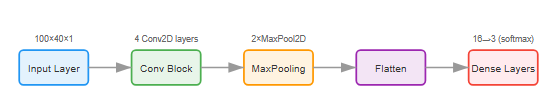 100×40×1
4 Conv2D layers
2×MaxPool2D
16→3 (softmax)
Input Layer
Conv Block
MaxPooling
Flatten
Dense Layers